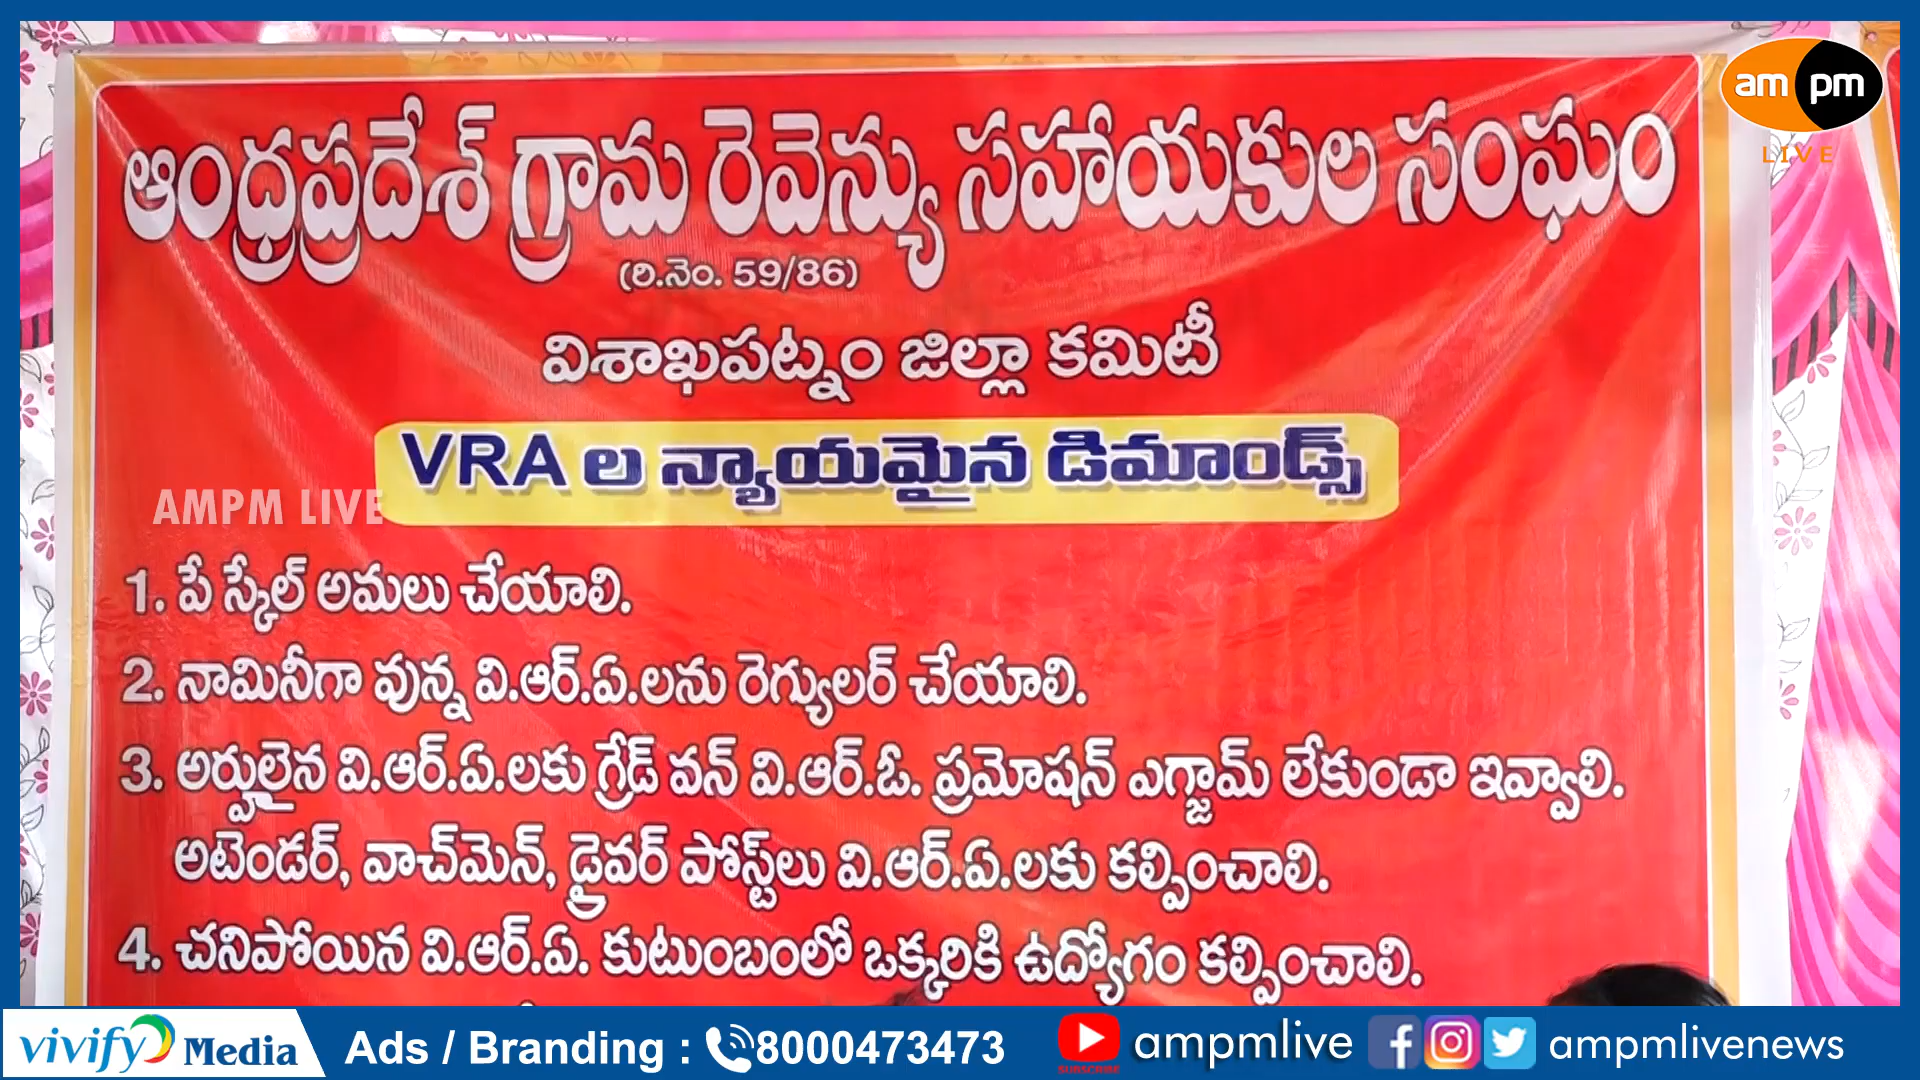 am pm
LIVE
ఆంధ్రప్రదేశ్ గ్రామ రెవెన్యు సహాయకుల సంఘం
(రి.నెం. 59/86)
విశాఖపట్నం జిల్లా కమిటీ
VRA ల న్యాయమైన డిమాండ్స్
AMPM LIVE
1. పే స్కేల్ అమలు చేయాలి.
2. నామినీగా వున్న వి.ఆర్.ఏ.లను రెగ్యులర్ చేయాలి.
3. అర్హులైన వి.ఆర్.ఏ.లకు గ్రేడ్ వన్ వి.ఆర్.ఓ. ప్రమోషన్ ఎగ్జామ్ లేకుండా ఇవ్వాలి.
అటెండర్, వాచ్‌మెన్, డ్రైవర్ పోస్ట్‌లు వి.ఆర్.ఏ.లకు కల్పించాలి.
4. చనిపోయిన వి.ఆర్.ఏ. కుటుంబంలో ఒక్కరికి ఉద్యోగం కల్పించాలి.
vivify Media Ads / Branding : 8000473473 ampmlive ampmlivenews
SUBSCRIBE